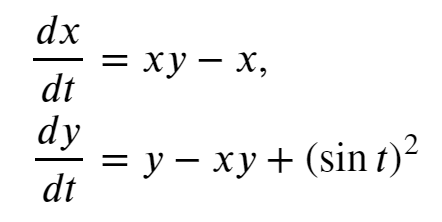 dx/dt = xy − x,
dy/dt = y − xy + (sin t)²